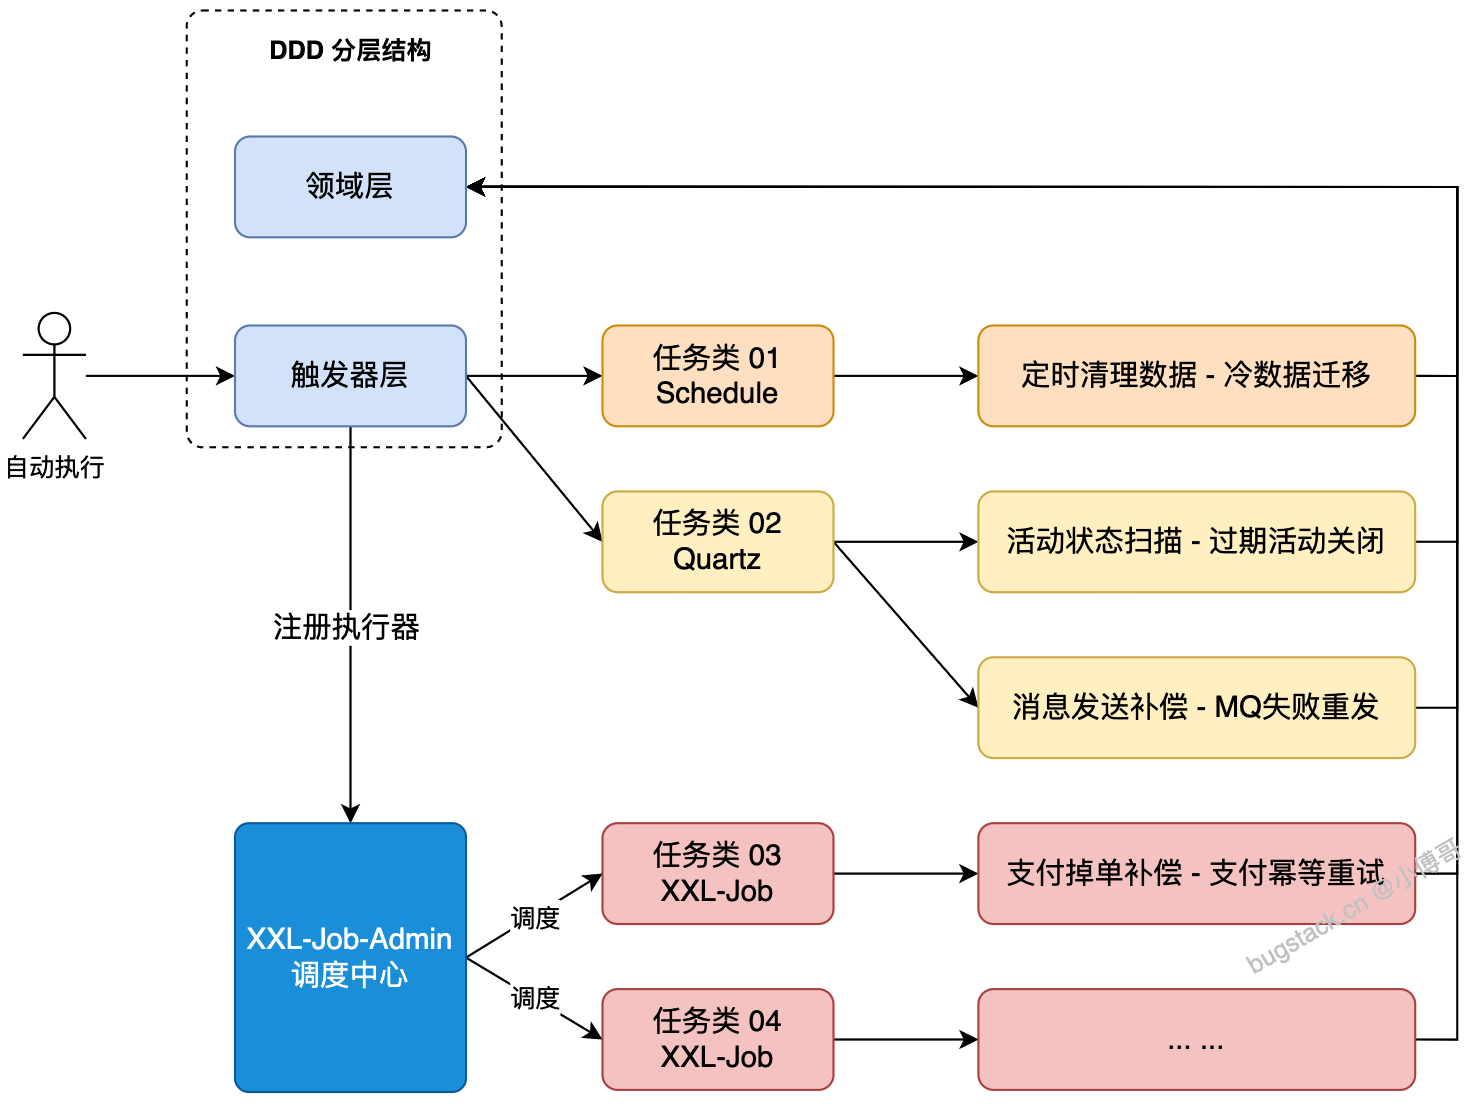 DDD 分层结构
领域层
触发器层
自动执行
任务类 01
Schedule
定时清理数据 - 冷数据迁移
任务类 02
Quartz
活动状态扫描 - 过期活动关闭
消息发送补偿 - MQ失败重发
注册执行器
XXL-Job-Admin
调度中心
调度
调度
任务类 03
XXL-Job
支付掉单补偿 - 支付幂等重试
任务类 04
XXL-Job
... ...
bugstack.cn @小傅哥